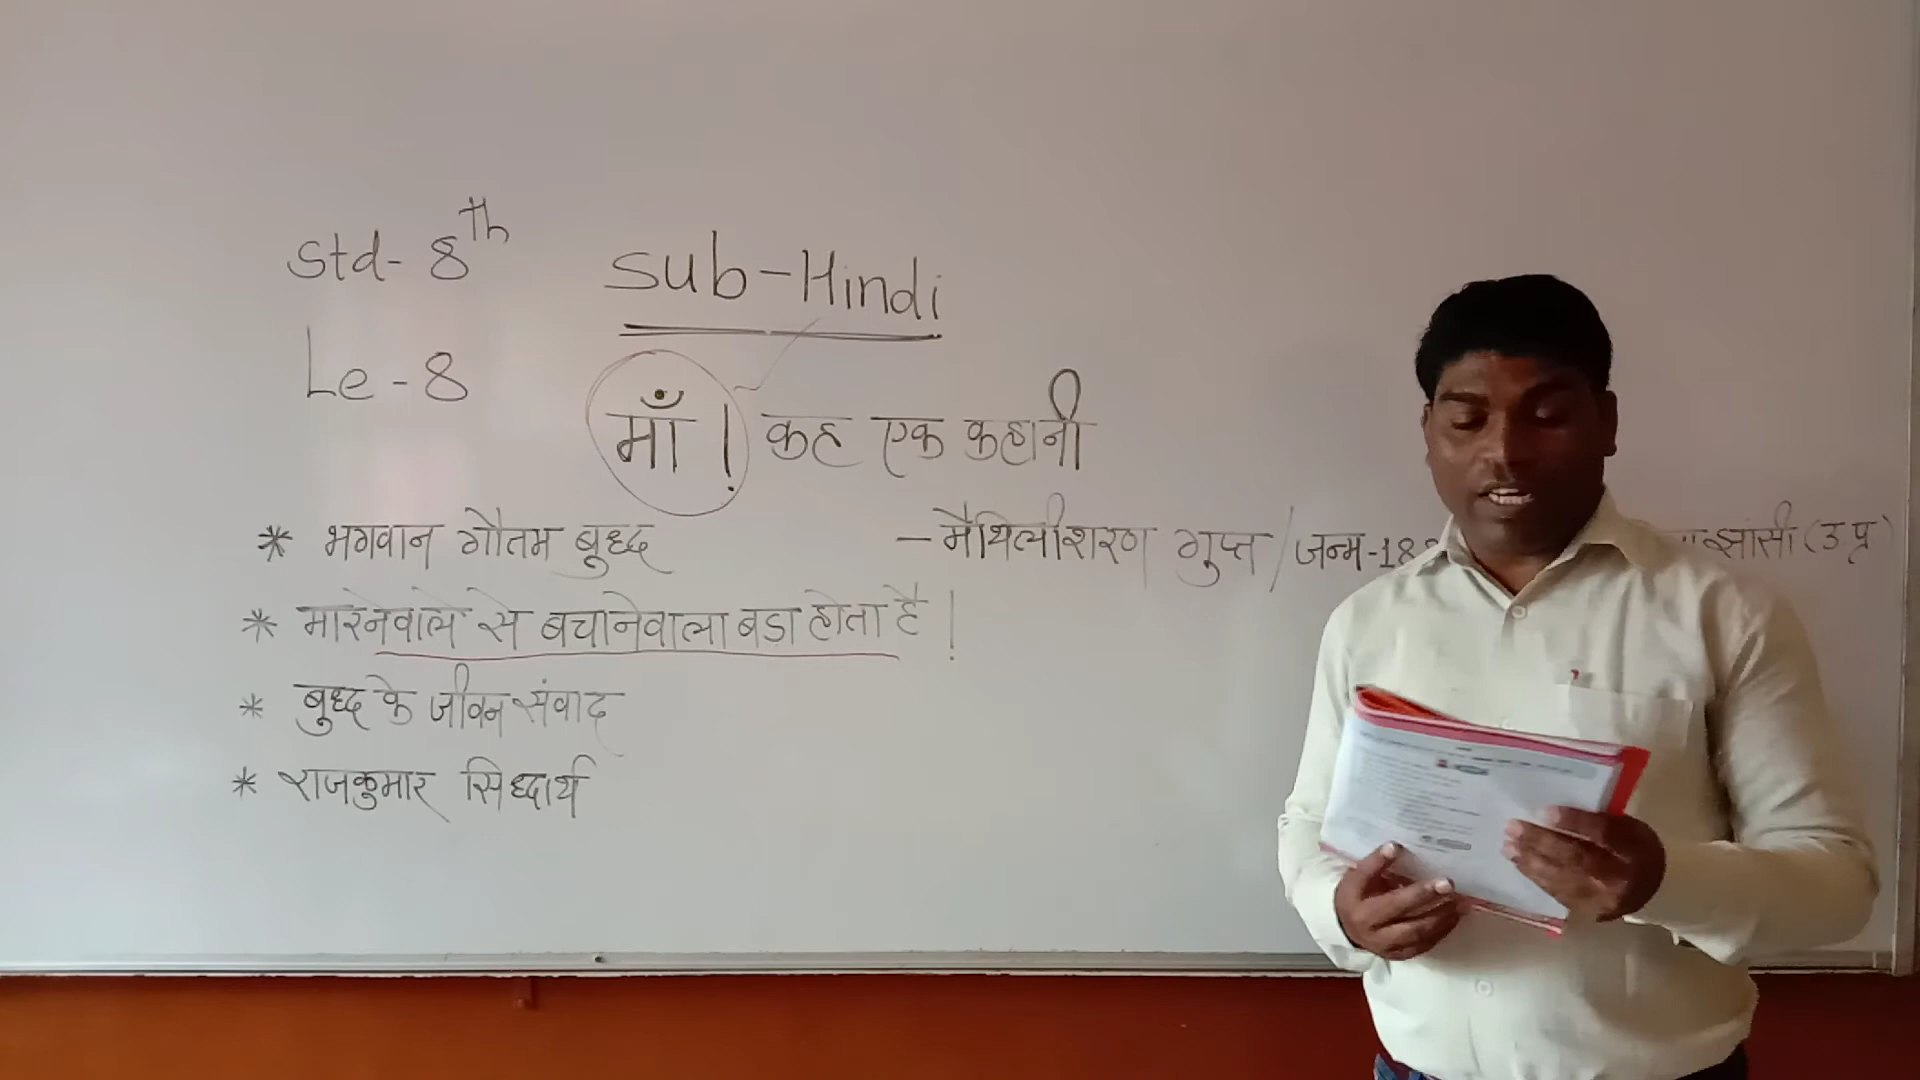 Std- 8th
Sub-Hindi
Le-8
माँ! कह एक कहानी
* भगवान गौतम बुध्द
-मैथिलीशरण गुप्त / जन्म-18 झांसी (उ प्र)
* मारनेवाले से बचानेवाला बडा होता है!
* बुध्द के जीवन संवाद
* राजकुमार सिध्दार्थ